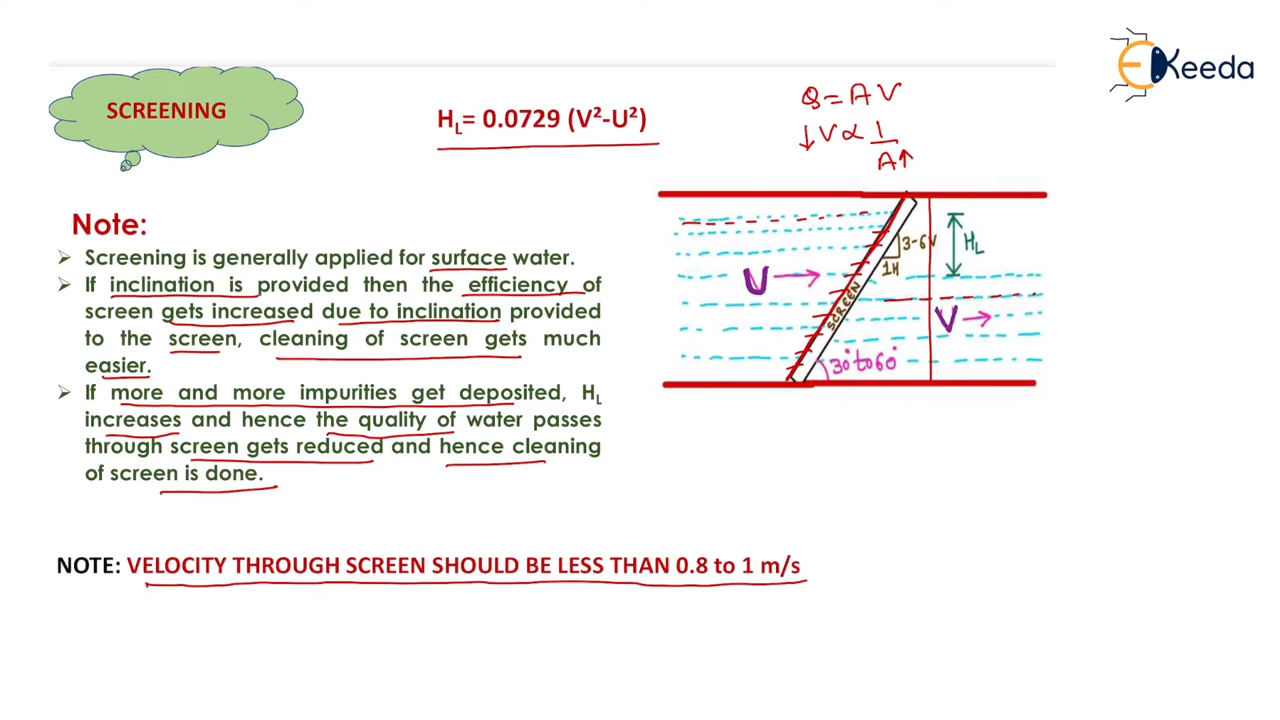 EKeeda
SCREENING
HL= 0.0729 (V²-U²)
Q = A V
↓ V ∝ 1/A ↑
Note:
➢ Screening is generally applied for surface water.
➢ If inclination is provided then the efficiency of
screen gets increased due to inclination provided
to the screen, cleaning of screen gets much
easier.
➢ If more and more impurities get deposited, HL
increases and hence the quality of water passes
through screen gets reduced and hence cleaning
of screen is done.
3-6V
1H
HL
U
SCREEN
V
30° to 60°
NOTE: VELOCITY THROUGH SCREEN SHOULD BE LESS THAN 0.8 to 1 m/s